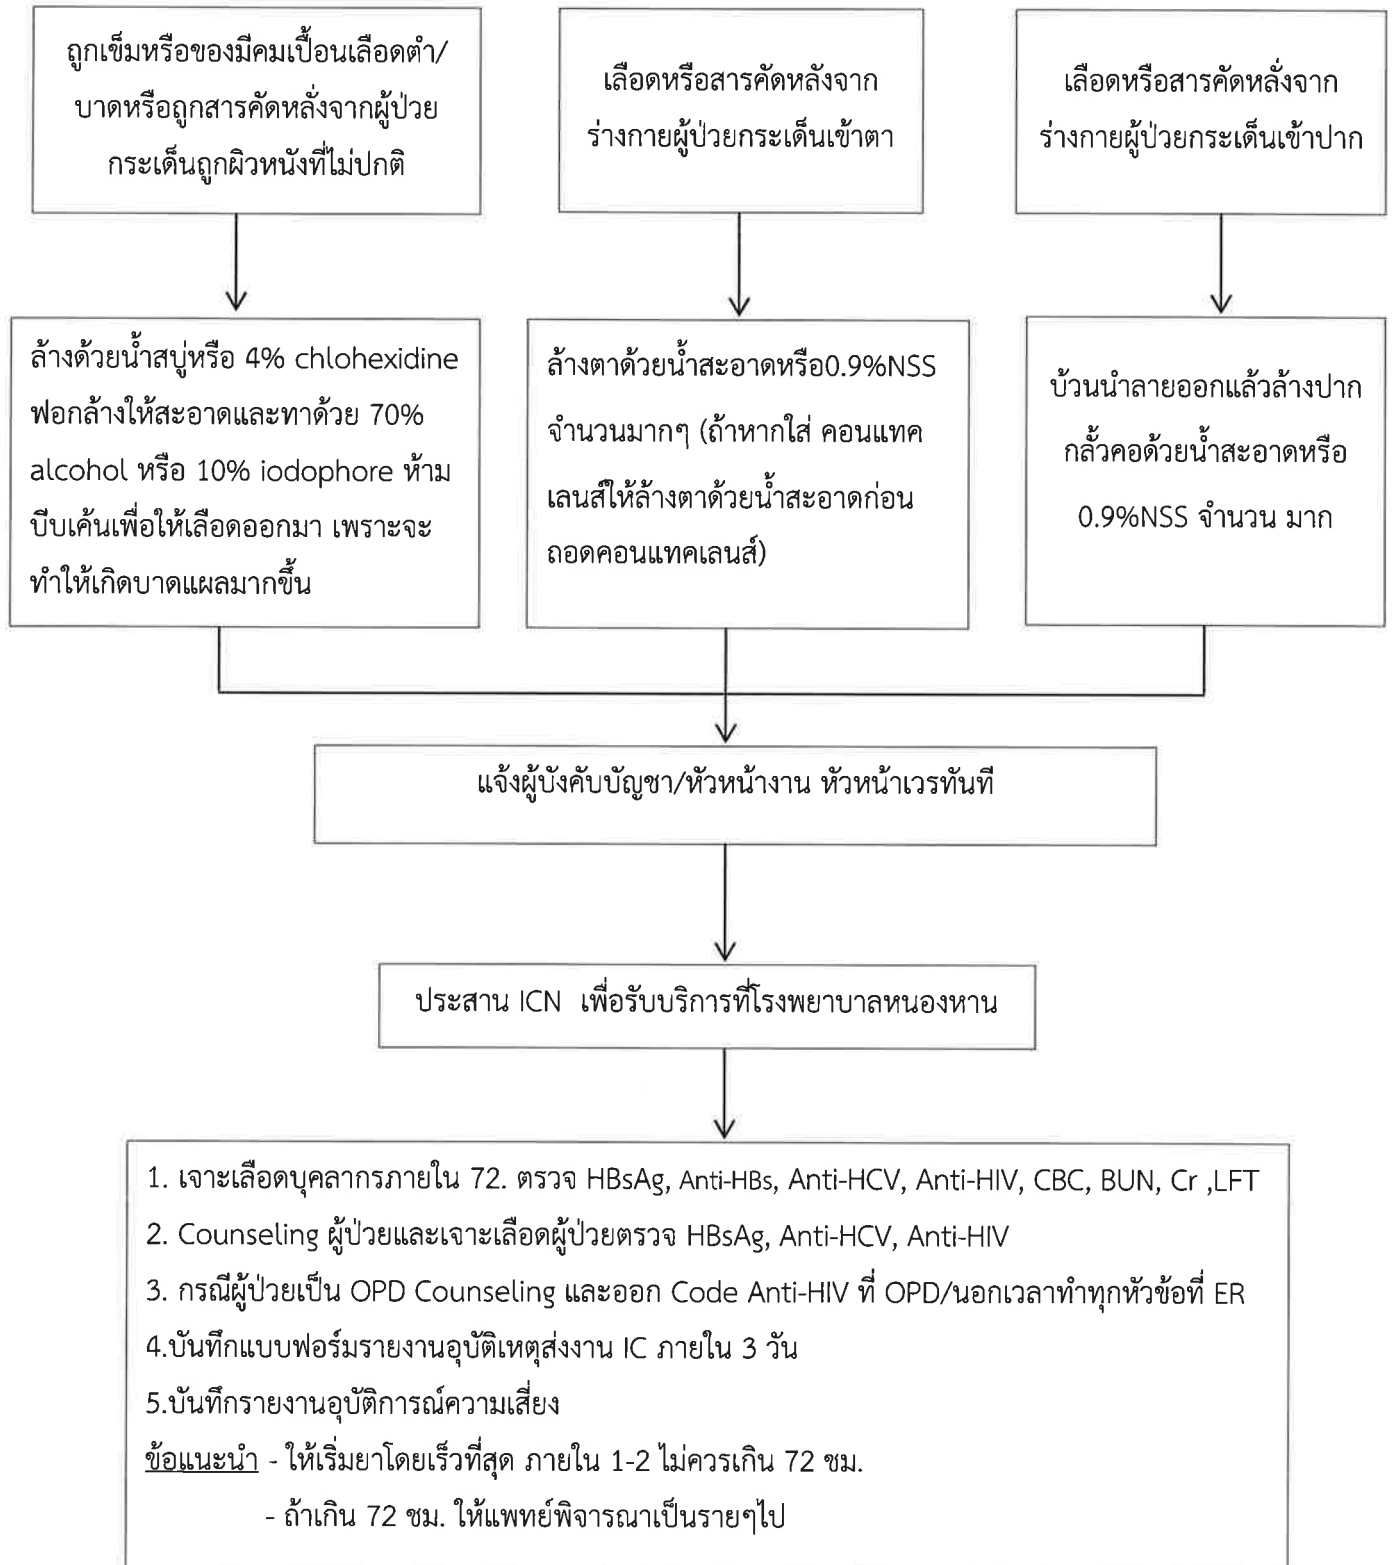 ถูกเข็มหรือของมีคมเปื้อนเลือดตำ/
บาดหรือถูกสารคัดหลั่งจากผู้ป่วย
กระเด็นถูกผิวหนังที่ไม่ปกติ
เลือดหรือสารคัดหลังจาก
ร่างกายผู้ป่วยกระเด็นเข้าตา
เลือดหรือสารคัดหลั่งจาก
ร่างกายผู้ป่วยกระเด็นเข้าปาก
ล้างด้วยน้ำสบู่หรือ 4% chlohexidine
ฟอกล้างให้สะอาดและทาด้วย 70%
alcohol หรือ 10% iodophore ห้าม
บีบเค้นเพื่อให้เลือดออกมา เพราะจะ
ทำให้เกิดบาดแผลมากขึ้น
ล้างตาด้วยน้ำสะอาดหรือ0.9%NSS
จำนวนมากๆ (ถ้าหากใส่ คอนแทค
เลนส์ให้ล้างตาด้วยน้ำสะอาดก่อน
ถอดคอนแทคเลนส์)
บ้วนนำลายออกแล้วล้างปาก
กลั้วคอด้วยน้ำสะอาดหรือ
0.9%NSS จำนวน มาก
แจ้งผู้บังคับบัญชา/หัวหน้างาน หัวหน้าเวรทันที
ประสาน ICN เพื่อรับบริการที่โรงพยาบาลหนองหาน
1. เจาะเลือดบุคลากรภายใน 72. ตรวจ HBsAg, Anti-HBs, Anti-HCV, Anti-HIV, CBC, BUN, Cr ,LFT
2. Counseling ผู้ป่วยและเจาะเลือดผู้ป่วยตรวจ HBsAg, Anti-HCV, Anti-HIV
3. กรณีผู้ป่วยเป็น OPD Counseling และออก Code Anti-HIV ที่ OPD/นอกเวลาทำทุกหัวข้อที่ ER
4.บันทึกแบบฟอร์มรายงานอุบัติเหตุส่งงาน IC ภายใน 3 วัน
5.บันทึกรายงานอุบัติการณ์ความเสี่ยง
ข้อแนะนำ - ให้เริ่มยาโดยเร็วที่สุด ภายใน 1-2 ไม่ควรเกิน 72 ชม.
- ถ้าเกิน 72 ชม. ให้แพทย์พิจารณาเป็นรายๆไป